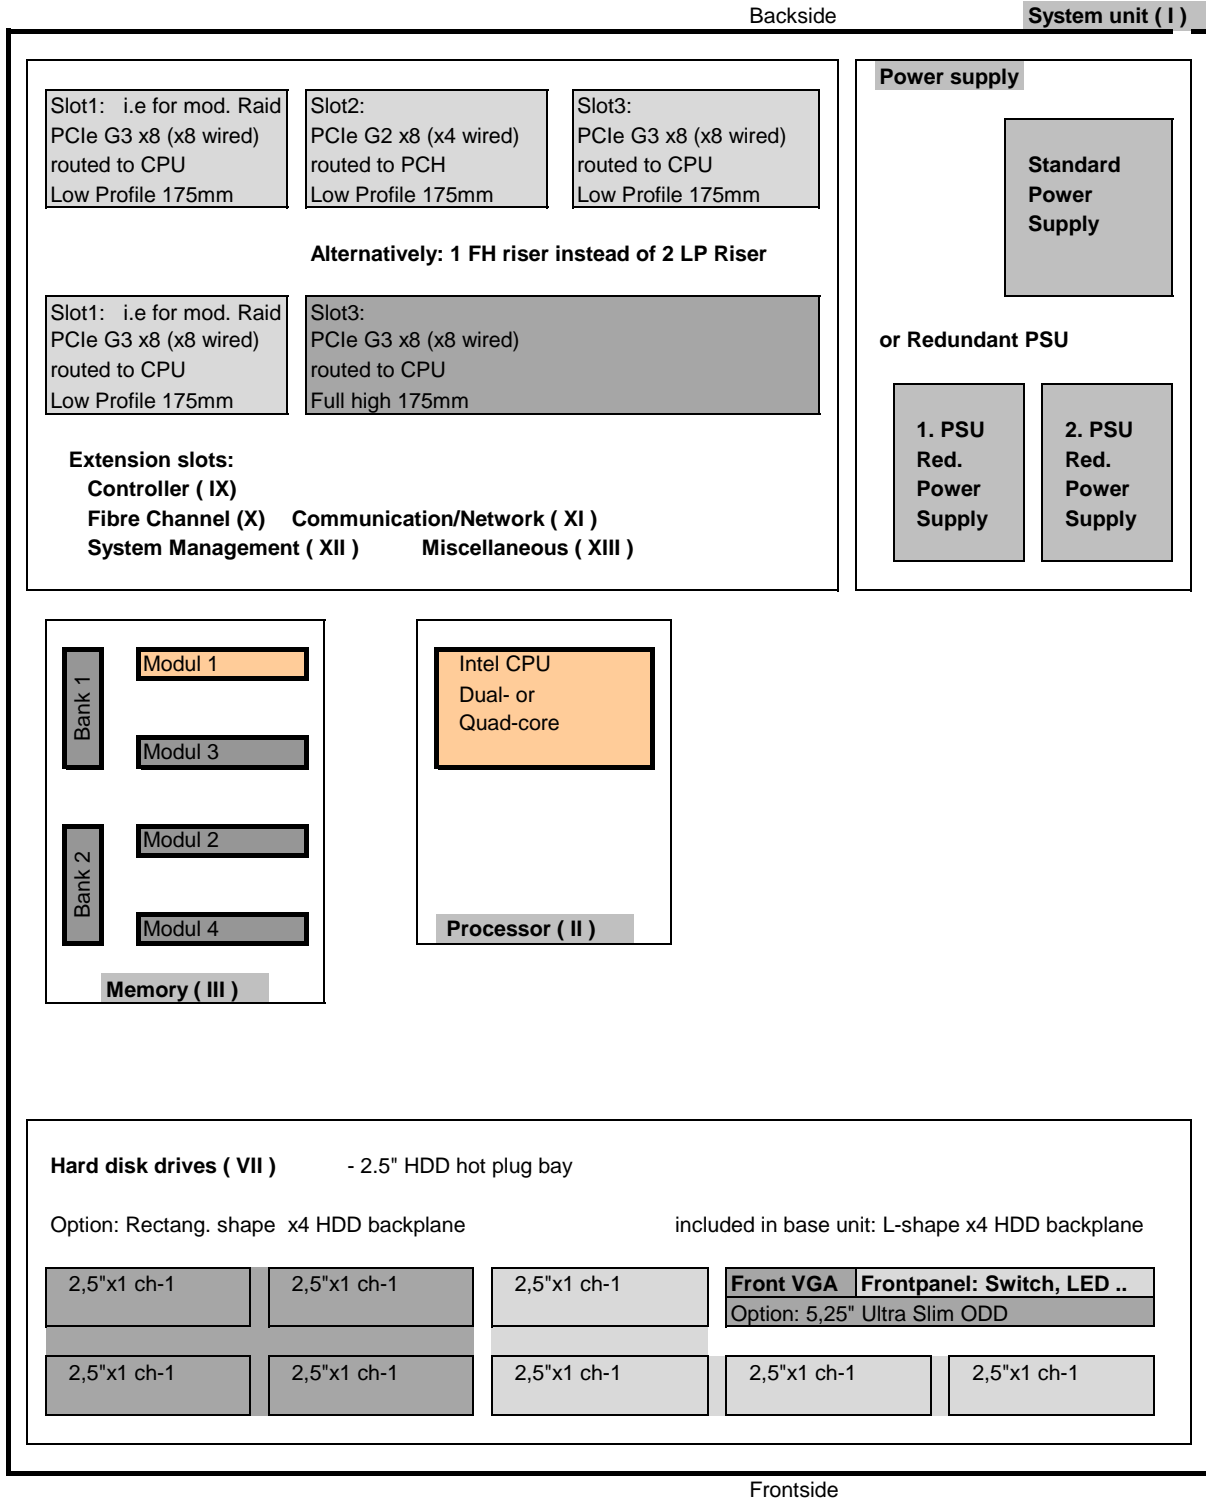 Backside
System unit ( I )
Slot1: i.e for mod. Raid
PCIe G3 x8 (x8 wired)
routed to CPU
Low Profile 175mm
Slot2:
PCIe G2 x8 (x4 wired)
routed to PCH
Low Profile 175mm
Slot3:
PCIe G3 x8 (x8 wired)
routed to CPU
Low Profile 175mm
Alternatively: 1 FH riser instead of 2 LP Riser
Slot1: i.e for mod. Raid
PCIe G3 x8 (x8 wired)
routed to CPU
Low Profile 175mm
Slot3:
PCIe G3 x8 (x8 wired)
routed to CPU
Full high 175mm
Extension slots:
Controller ( IX)
Fibre Channel (X) Communication/Network ( XI )
System Management ( XII ) Miscellaneous ( XIII )
Power supply
Standard
Power
Supply
or Redundant PSU
1. PSU
Red.
Power
Supply
2. PSU
Red.
Power
Supply
Bank 1
Modul 1
Modul 3
Bank 2
Modul 2
Modul 4
Memory ( III )
Intel CPU
Dual- or
Quad-core
Processor ( II )
Hard disk drives ( VII ) - 2.5" HDD hot plug bay
Option: Rectang. shape x4 HDD backplane
included in base unit: L-shape x4 HDD backplane
2,5"x1 ch-1
2,5"x1 ch-1
2,5"x1 ch-1
Front VGA
Frontpanel: Switch, LED ..
Option: 5,25" Ultra Slim ODD
2,5"x1 ch-1
2,5"x1 ch-1
2,5"x1 ch-1
2,5"x1 ch-1
2,5"x1 ch-1
Frontside